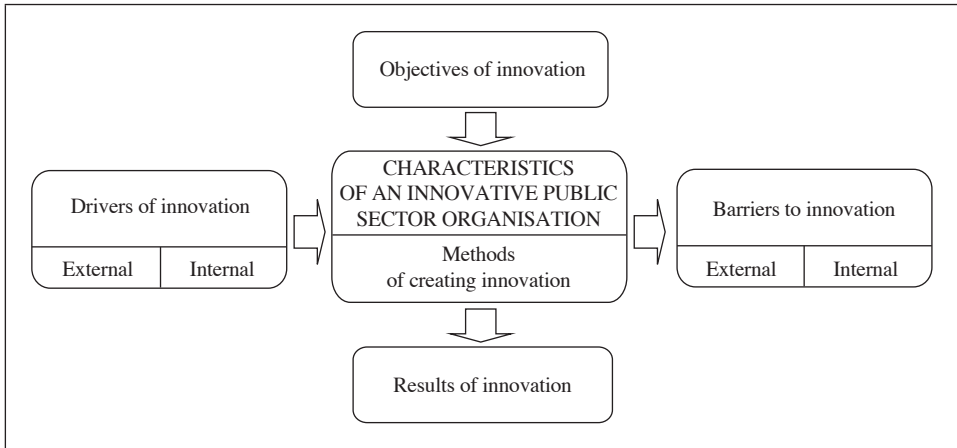 Objectives of innovation
CHARACTERISTICS
OF AN INNOVATIVE PUBLIC
SECTOR ORGANISATION
Methods
of creating innovation
Drivers of innovation
External
Internal
Barriers to innovation
External
Internal
Results of innovation